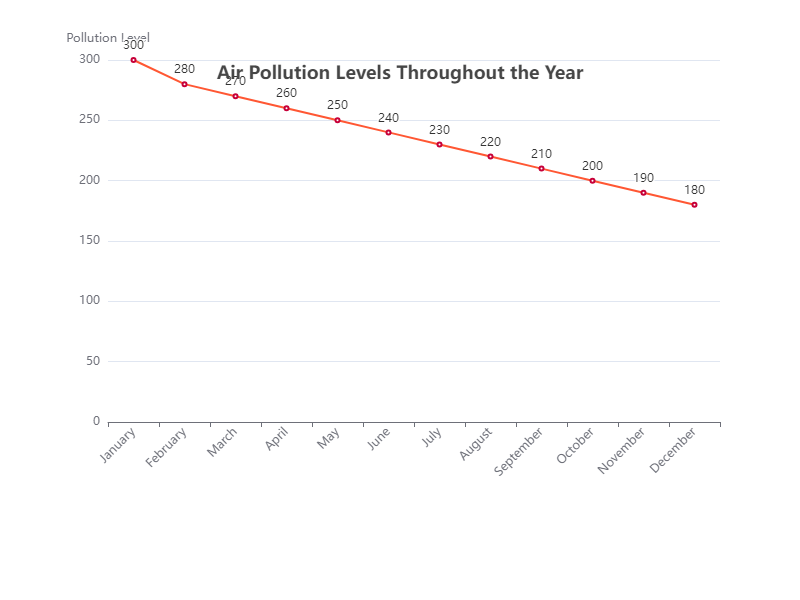 Pollution Level
Air Pollution Levels Throughout the Year
300
250
200
150
100
50
0
300
280
270
260
250
240
230
220
210
200
190
180
January
February
March
April
May
June
July
August
September
October
November
December